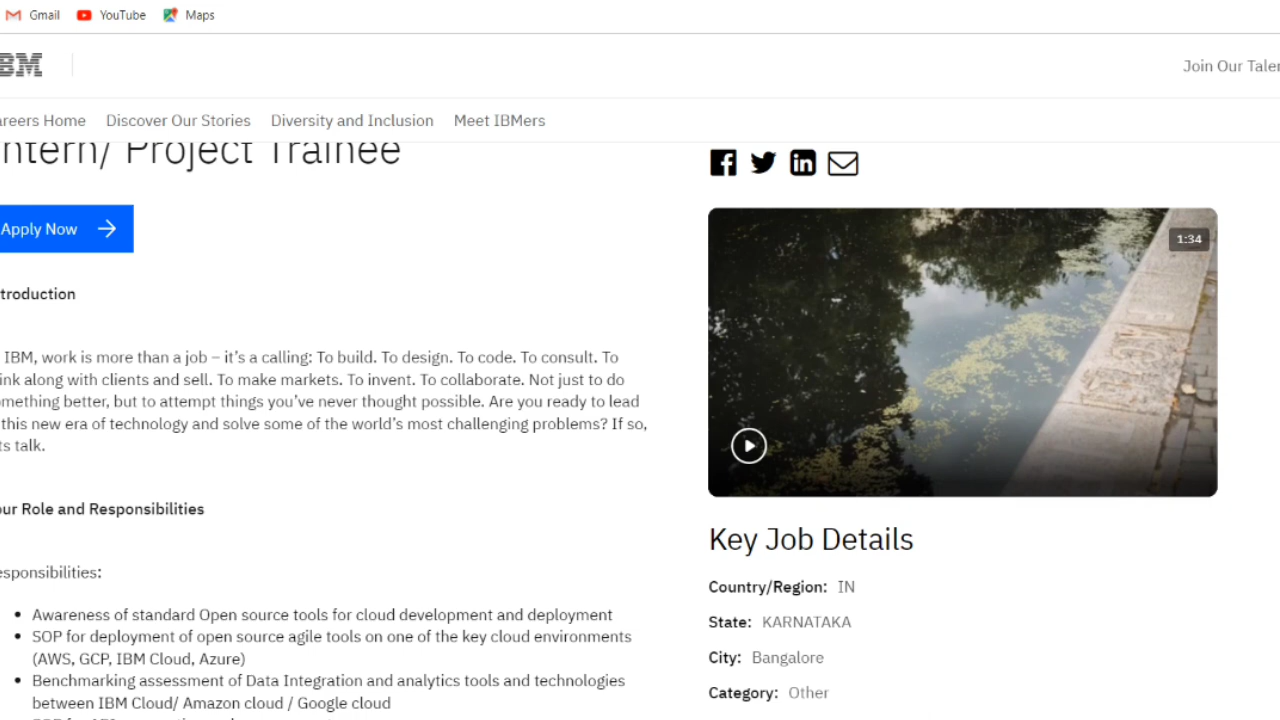 Gmail YouTube Maps
IBM
Join Our Taler
areers Home Discover Our Stories Diversity and Inclusion Meet IBMers
ntern/ Project Trainee
Apply Now
troduction
IBM, work is more than a job – it's a calling: To build. To design. To code. To consult. To
ink along with clients and sell. To make markets. To invent. To collaborate. Not just to do
omething better, but to attempt things you've never thought possible. Are you ready to lead
this new era of technology and solve some of the world's most challenging problems? If so,
ts talk.
our Role and Responsibilities
esponsibilities:
• Awareness of standard Open source tools for cloud development and deployment
• SOP for deployment of open source agile tools on one of the key cloud environments
(AWS, GCP, IBM Cloud, Azure)
• Benchmarking assessment of Data Integration and analytics tools and technologies
between IBM Cloud/ Amazon cloud / Google cloud
1:34
Key Job Details
Country/Region: IN
State: KARNATAKA
City: Bangalore
Category: Other